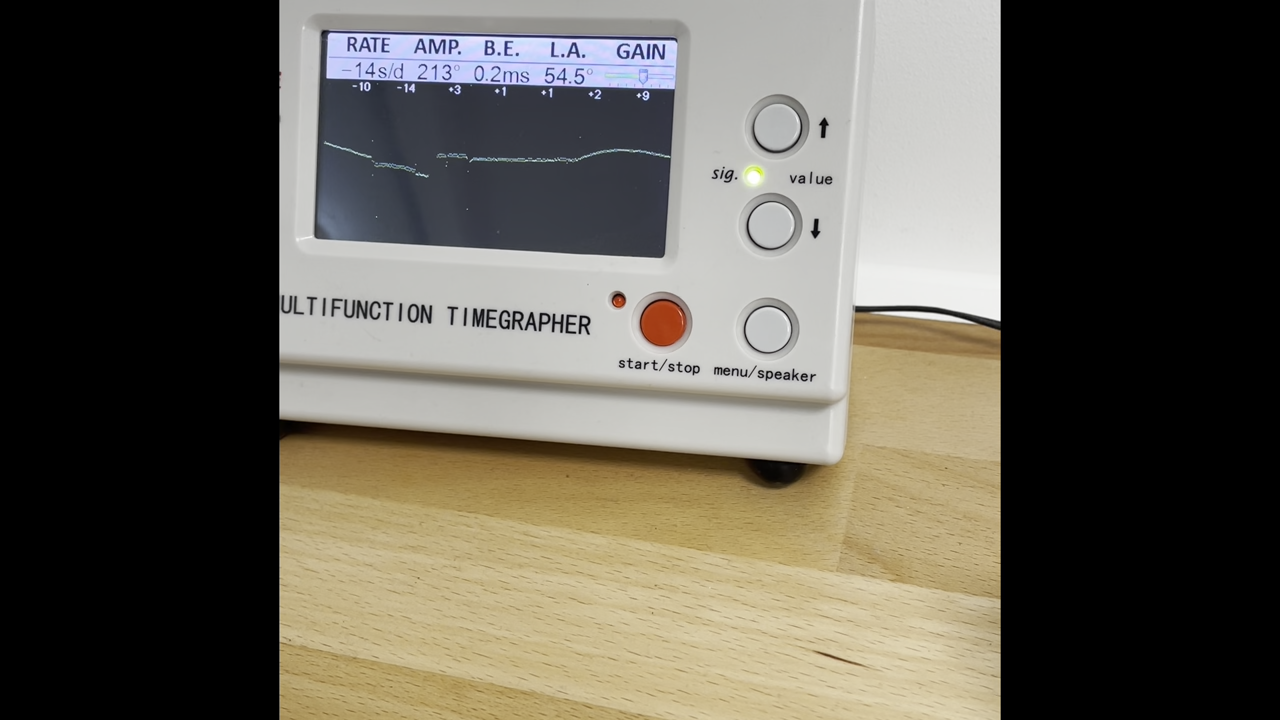 RATE AMP. B.E. L.A. GAIN
-14s/d 213° 0.2ms 54.5°
-10 -14 +3 +1 +1 +2 +9
sig. value
ULTIFUNCTION TIMEGRAPHER
start/stop menu/speaker